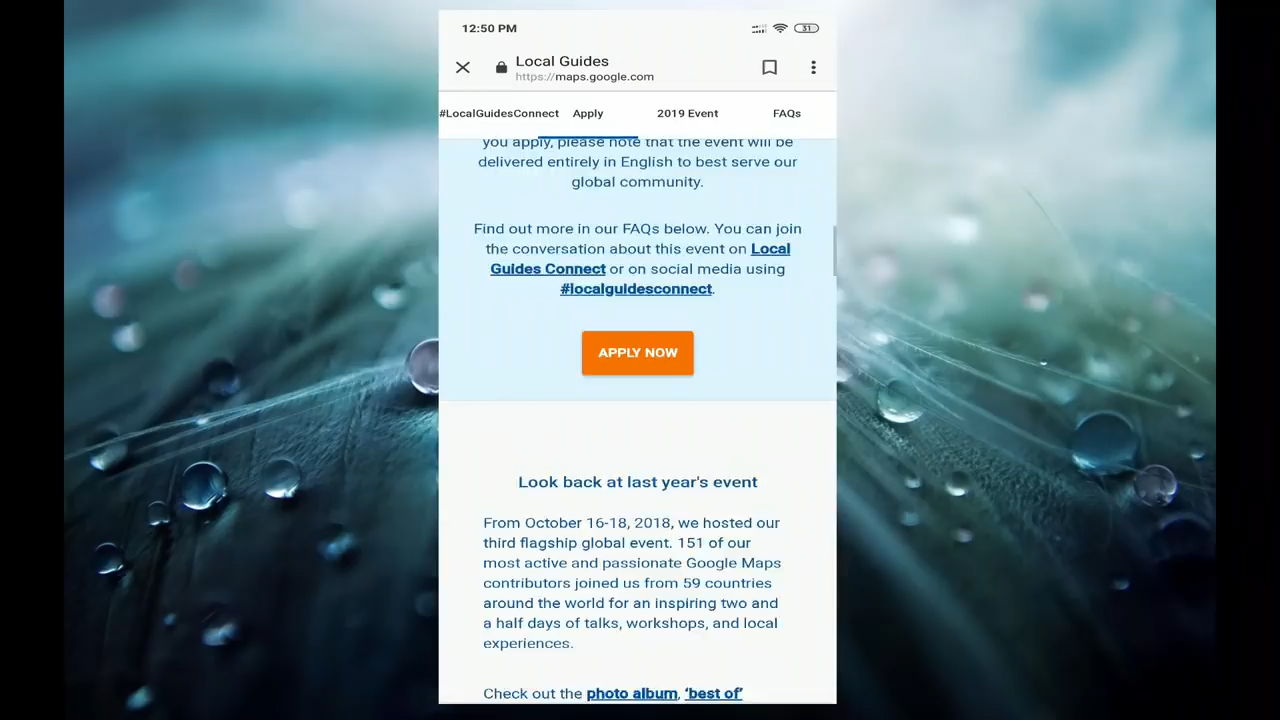 12:50 PM
31
Local Guides
https://maps.google.com
#LocalGuidesConnect Apply 2019 Event FAQs
you apply, please note that the event will be
delivered entirely in English to best serve our
global community.
Find out more in our FAQs below. You can join
the conversation about this event on Local
Guides Connect or on social media using
#localguidesconnect.
APPLY NOW
Look back at last year's event
From October 16-18, 2018, we hosted our
third flagship global event. 151 of our
most active and passionate Google Maps
contributors joined us from 59 countries
around the world for an inspiring two and
a half days of talks, workshops, and local
experiences.
Check out the photo album, ‘best of’